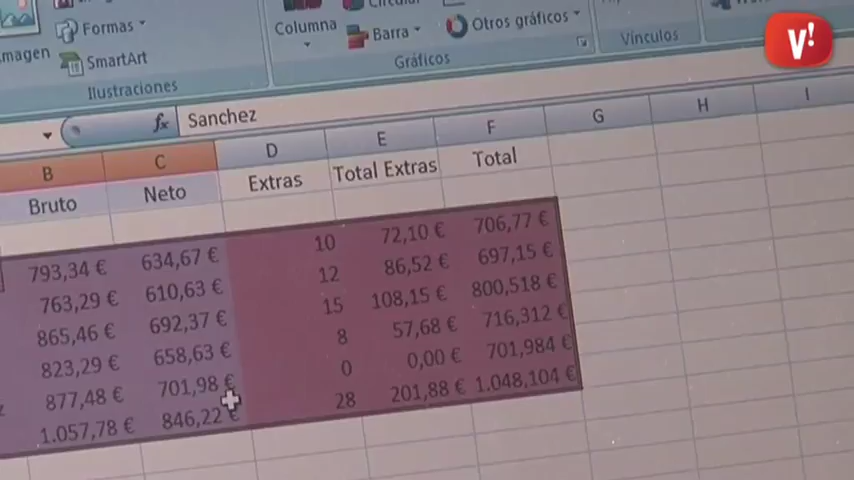 Formas
Columna
Barra
Otros gráficos
Vínculos
V!
SmartArt
Ilustraciones
Gráficos
fx
Sanchez
B C D E F G H I
Bruto Neto Extras Total Extras Total
793,34 € 634,67 € 10 72,10 € 706,77 €
763,29 € 610,63 € 12 86,52 € 697,15 €
865,46 € 692,37 € 15 108,15 € 800,518 €
823,29 € 658,63 € 8 57,68 € 716,312 €
877,48 € 701,98 € 0 0,00 € 701,984 €
1.057,78 € 846,22 € 28 201,88 € 1.048,104 €